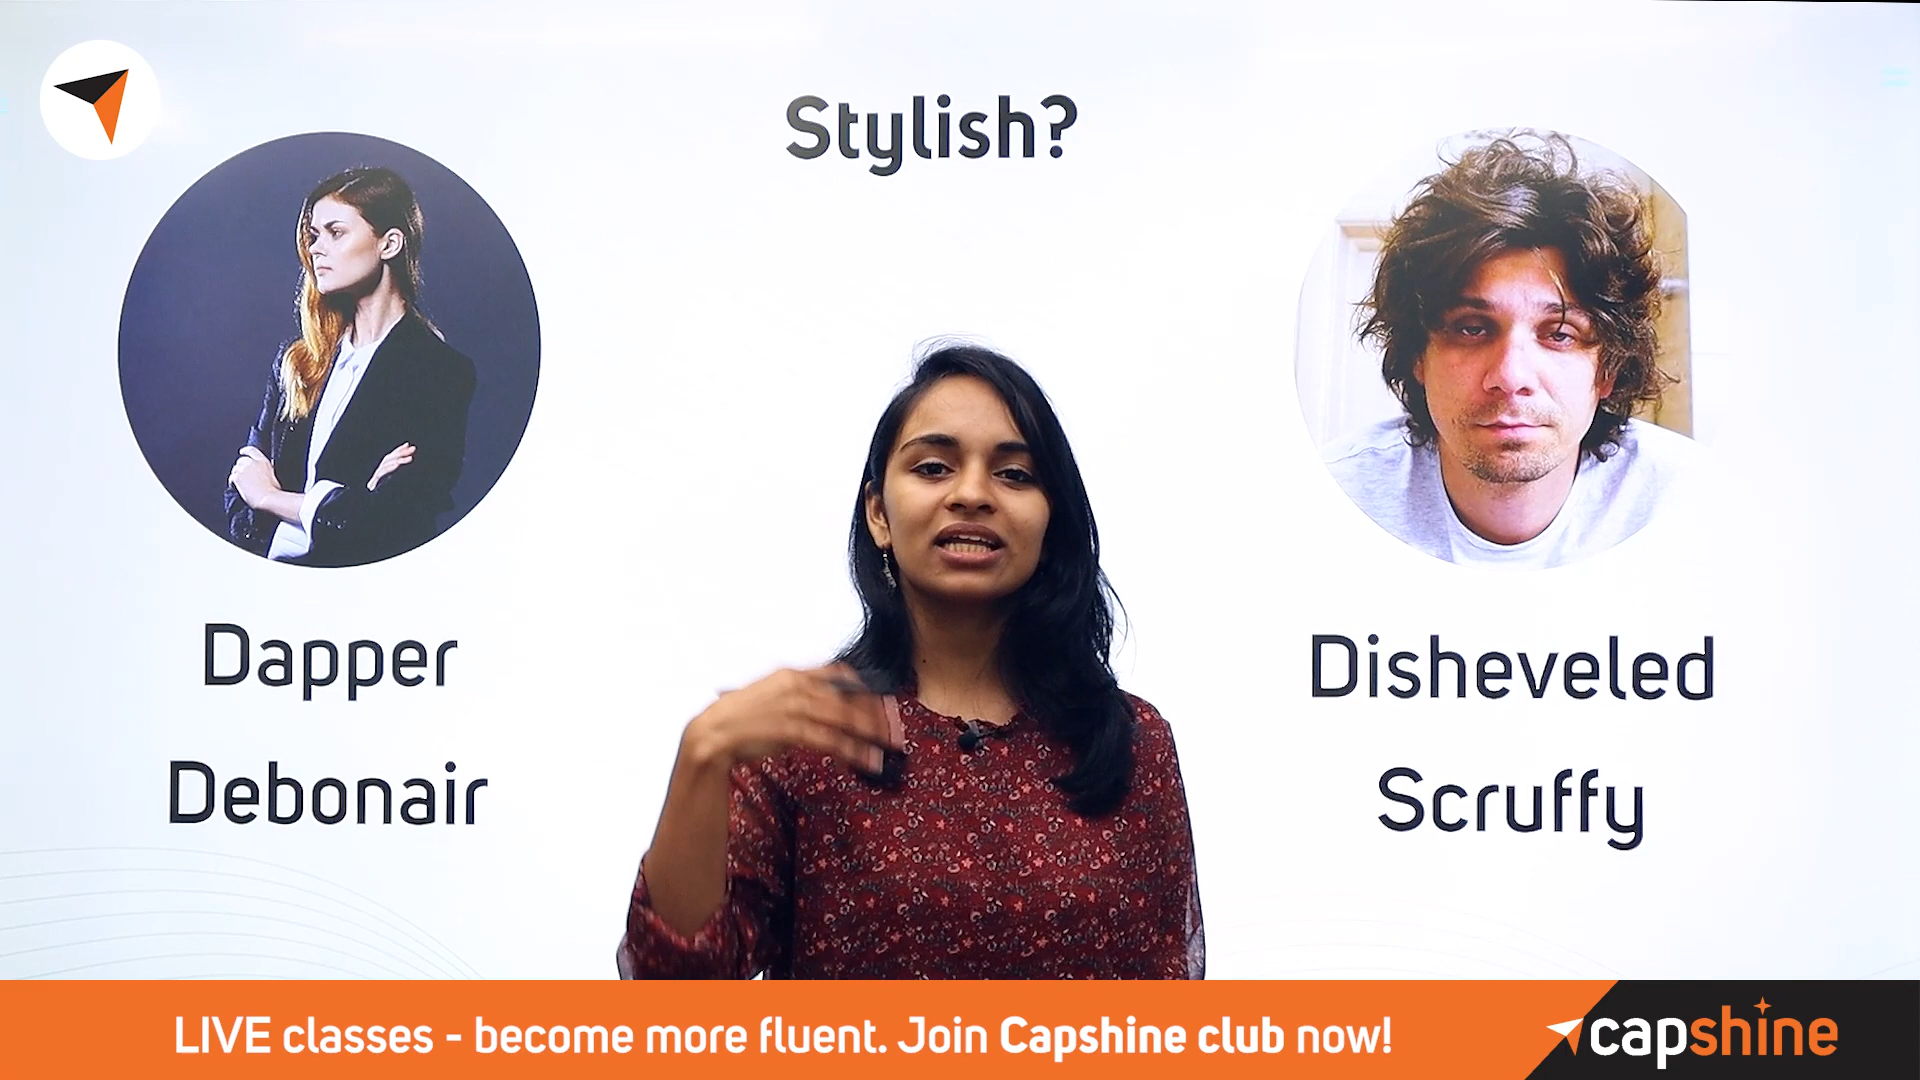 Stylish?
Dapper
Debonair
Disheveled
Scruffy
LIVE classes - become more fluent. Join Capshine club now!
capshine